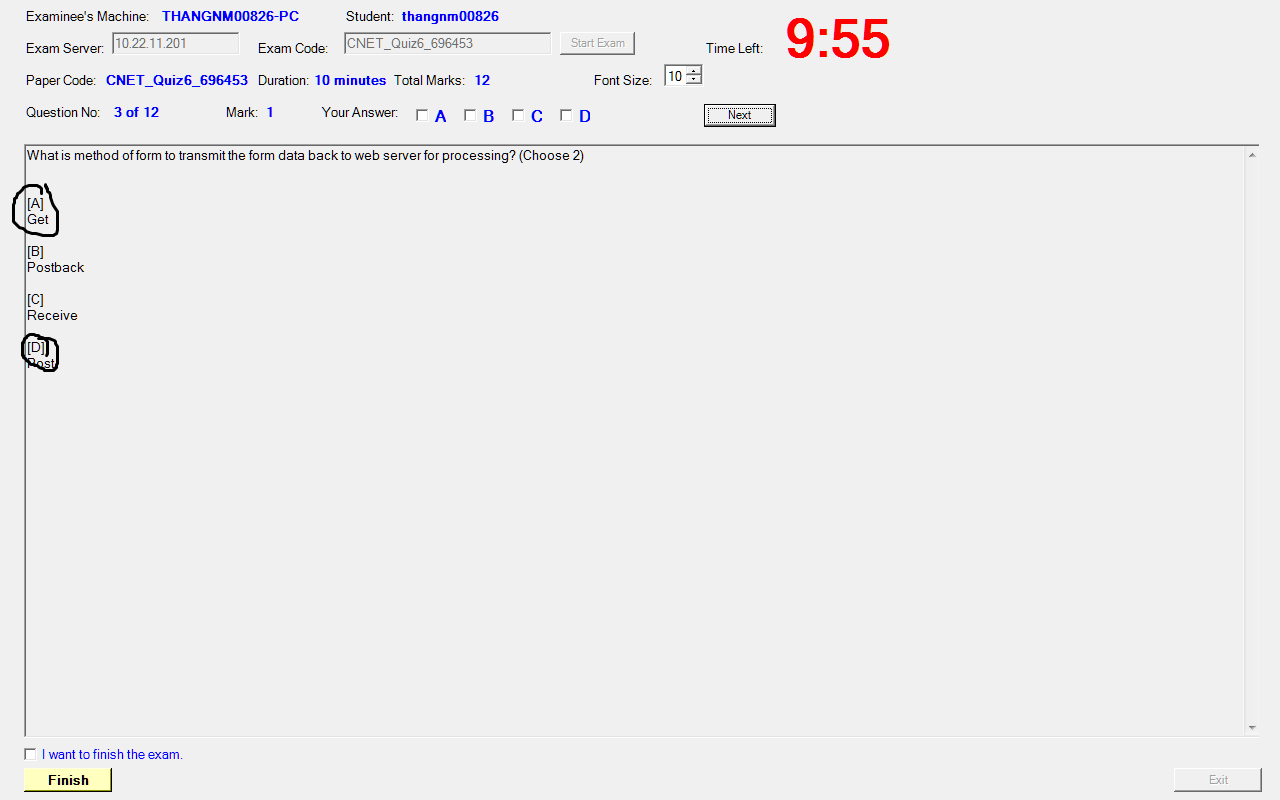 Examinee's Machine: THANGNM00826-PC Student: thangnm00826
Exam Server: 10.22.11.201 Exam Code: CNET_Quiz6_696453 Start Exam Time Left: 9:55
Paper Code: CNET_Quiz6_696453 Duration: 10 minutes Total Marks: 12 Font Size: 10
Question No: 3 of 12 Mark: 1 Your Answer: A B C D Next
What is method of form to transmit the form data back to web server for processing? (Choose 2)
[A]
Get
[B]
Postback
[C]
Receive
[D]
Post
I want to finish the exam.
Finish Exit